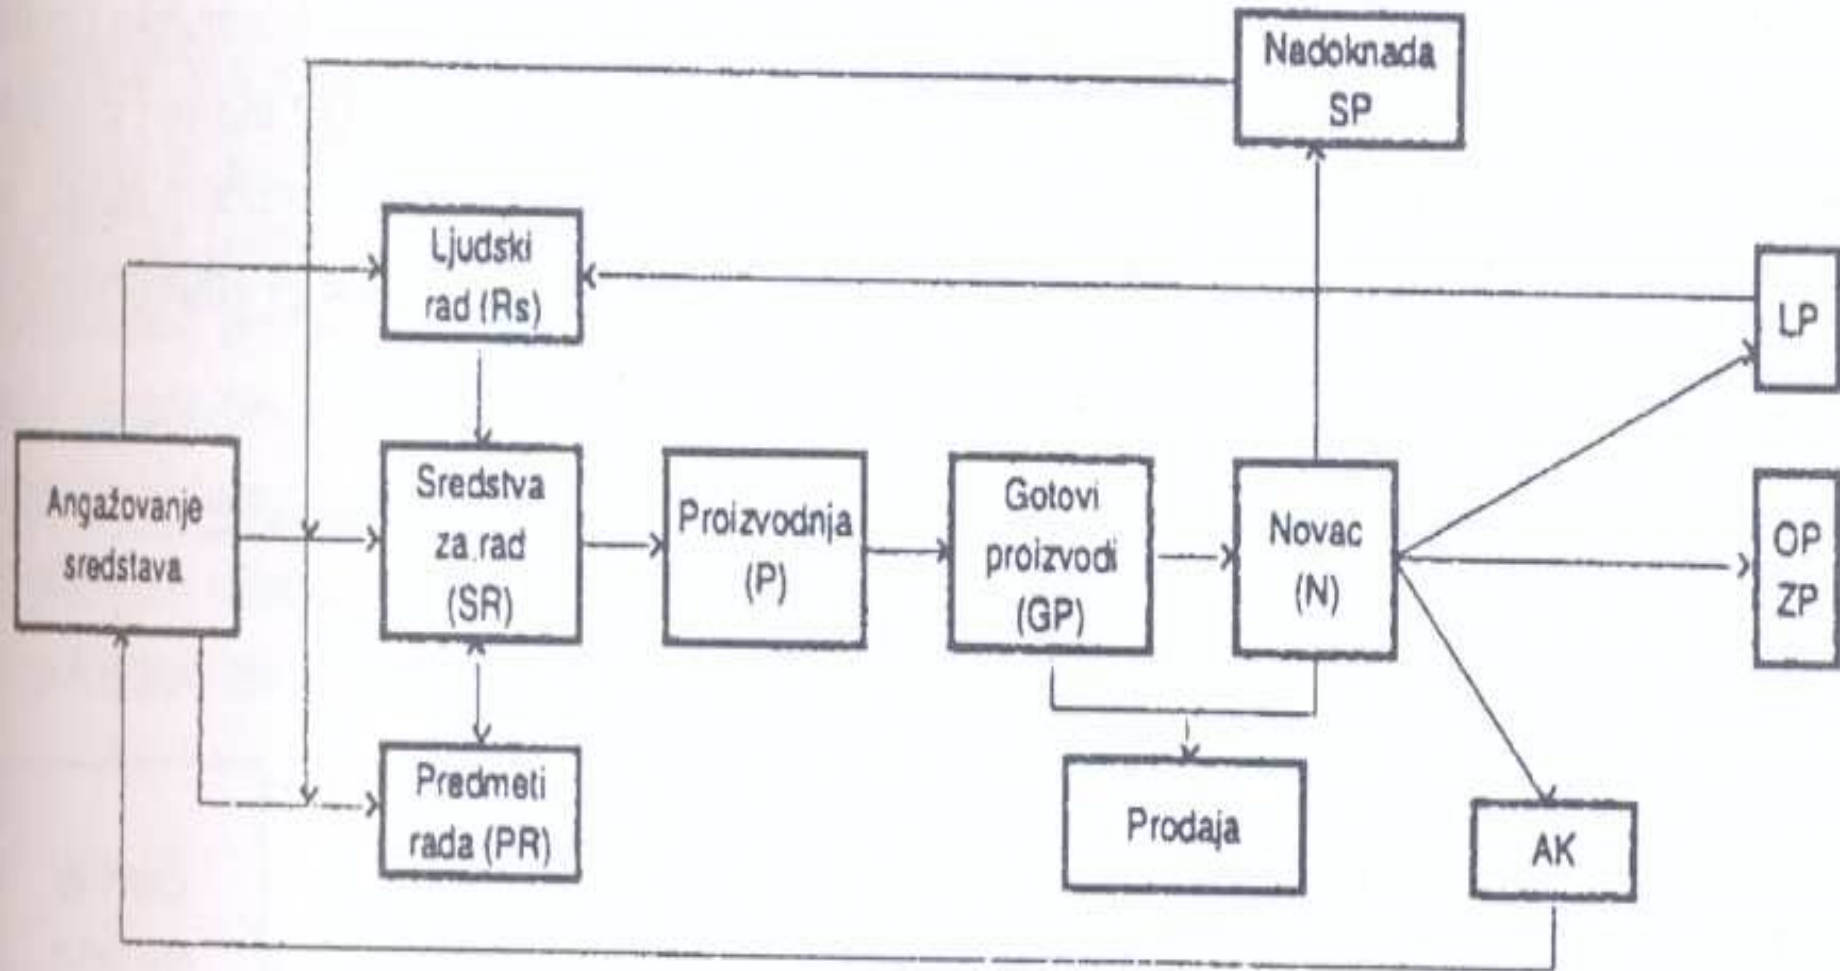 Nadoknada
SP
Ljudski
rad (Rs)
LP
Angažovanje
sredstava
Sredstva
za rad
(SR)
Proizvodnja
(P)
Gotovi
proizvodi
(GP)
Novac
(N)
OP
ZP
Predmeti
rada (PR)
Prodaja
AK